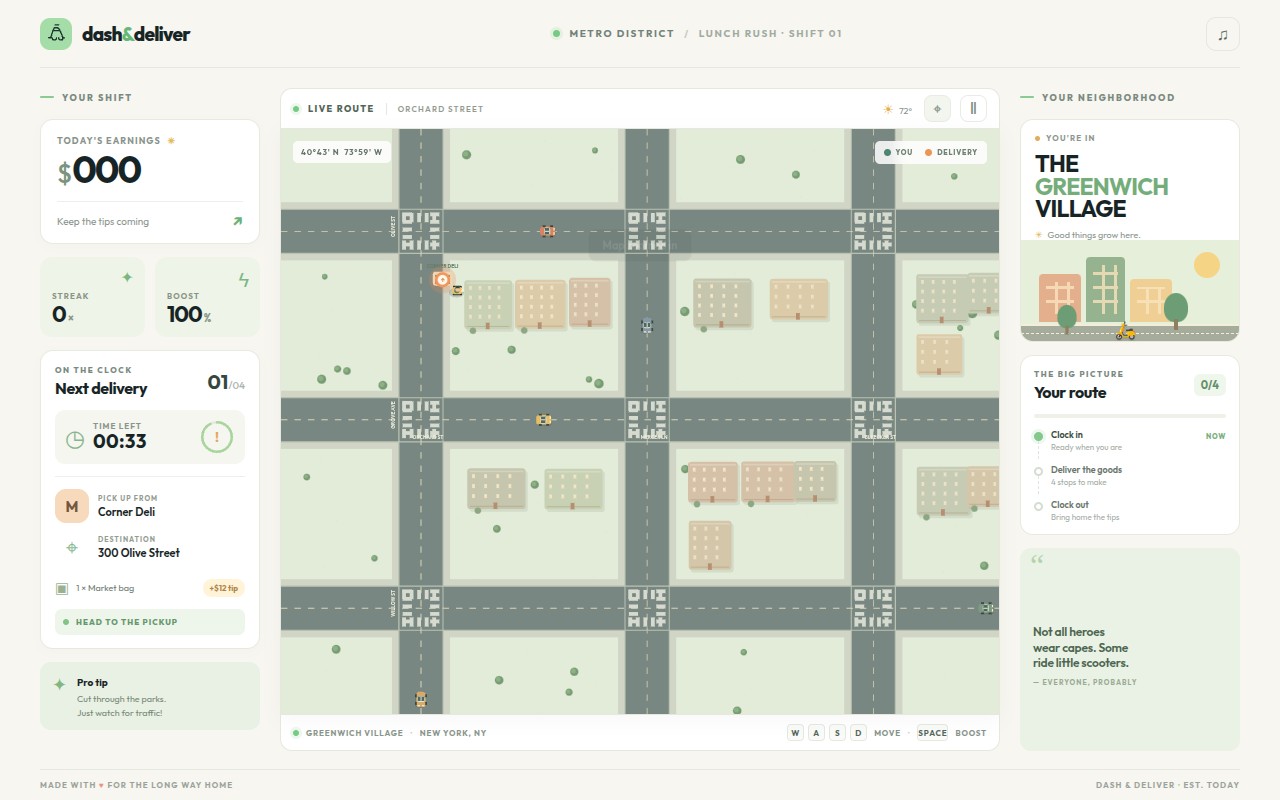 dash&deliver
METRO DISTRICT / LUNCH RUSH · SHIFT 01
YOUR SHIFT
TODAY'S EARNINGS
$000
Keep the tips coming
STREAK
0×
BOOST
100%
ON THE CLOCK
Next delivery
01/04
TIME LEFT
00:33
!
M
PICK UP FROM
Corner Deli
DESTINATION
300 Olive Street
1 × Market bag
+$12 tip
HEAD TO THE PICKUP
Pro tip
Cut through the parks.
Just watch for traffic!
LIVE ROUTE
ORCHARD STREET
72°
40°43' N 73°59' W
YOU
DELIVERY
OLIVE ST
GROVE AVE
WILLOW ST
GREENWICH VILLAGE · NEW YORK, NY
W A S D MOVE · SPACE BOOST
YOUR NEIGHBORHOOD
YOU'RE IN
THE
GREENWICH
VILLAGE
Good things grow here.
THE BIG PICTURE
Your route
0/4
Clock in
Ready when you are
NOW
Deliver the goods
4 stops to make
Clock out
Bring home the tips
“
Not all heroes
wear capes. Some
ride little scooters.
— EVERYONE, PROBABLY
MADE WITH ♥ FOR THE LONG WAY HOME
DASH & DELIVER · EST. TODAY